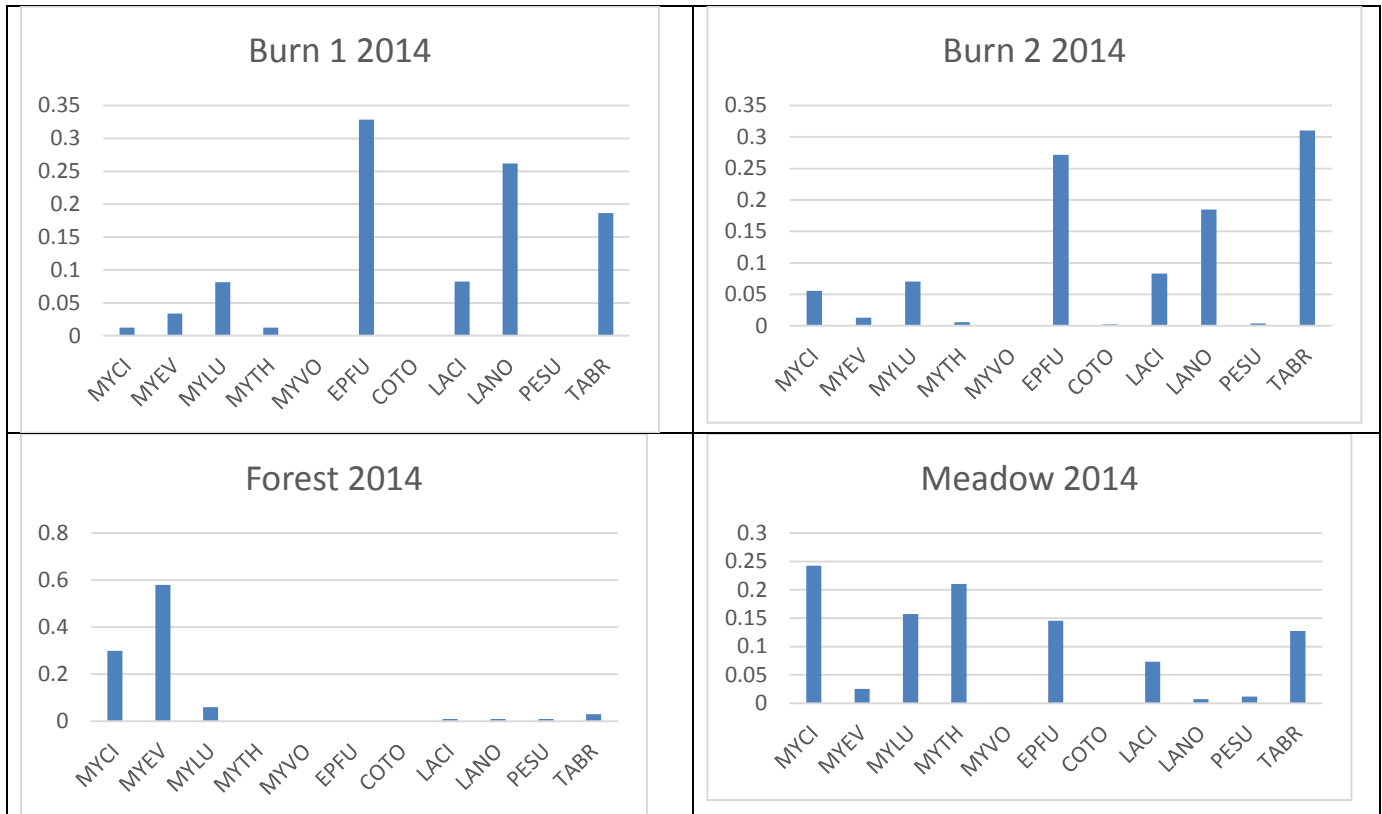 Burn 1 2014
0.35
0.3
0.25
0.2
0.15
0.1
0.05
0
MYCI
MYEV
MYLU
MYTH
MYVO
EPFU
COTO
LACI
LANO
PESU
TABR
Burn 2 2014
0.35
0.3
0.25
0.2
0.15
0.1
0.05
0
MYCI
MYEV
MYLU
MYTH
MYVO
EPFU
COTO
LACI
LANO
PESU
TABR
Forest 2014
0.8
0.6
0.4
0.2
0
MYCI
MYEV
MYLU
MYTH
MYVO
EPFU
COTO
LACI
LANO
PESU
TABR
Meadow 2014
0.3
0.25
0.2
0.15
0.1
0.05
0
MYCI
MYEV
MYLU
MYTH
MYVO
EPFU
COTO
LACI
LANO
PESU
TABR